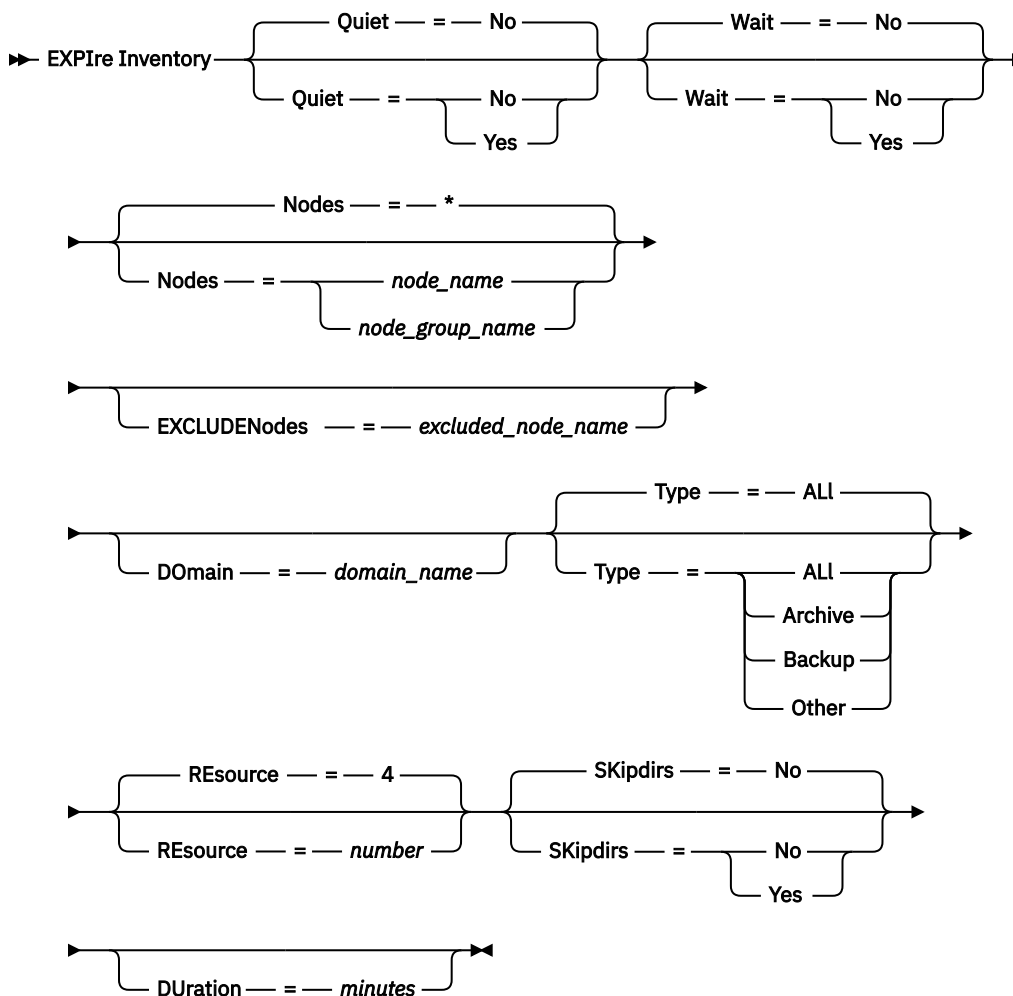 Quiet = No Wait = No
EXPIre Inventory
Quiet = No Wait = No
Yes Yes
Nodes = *
Nodes = node_name
node_group_name
EXCLUDENodes = excluded_node_name
Type = ALl
DOmain = domain_name Type = ALl
Archive
Backup
Other
REsource = 4 SKipdirs = No
REsource = number SKipdirs = No
Yes
DUration = minutes